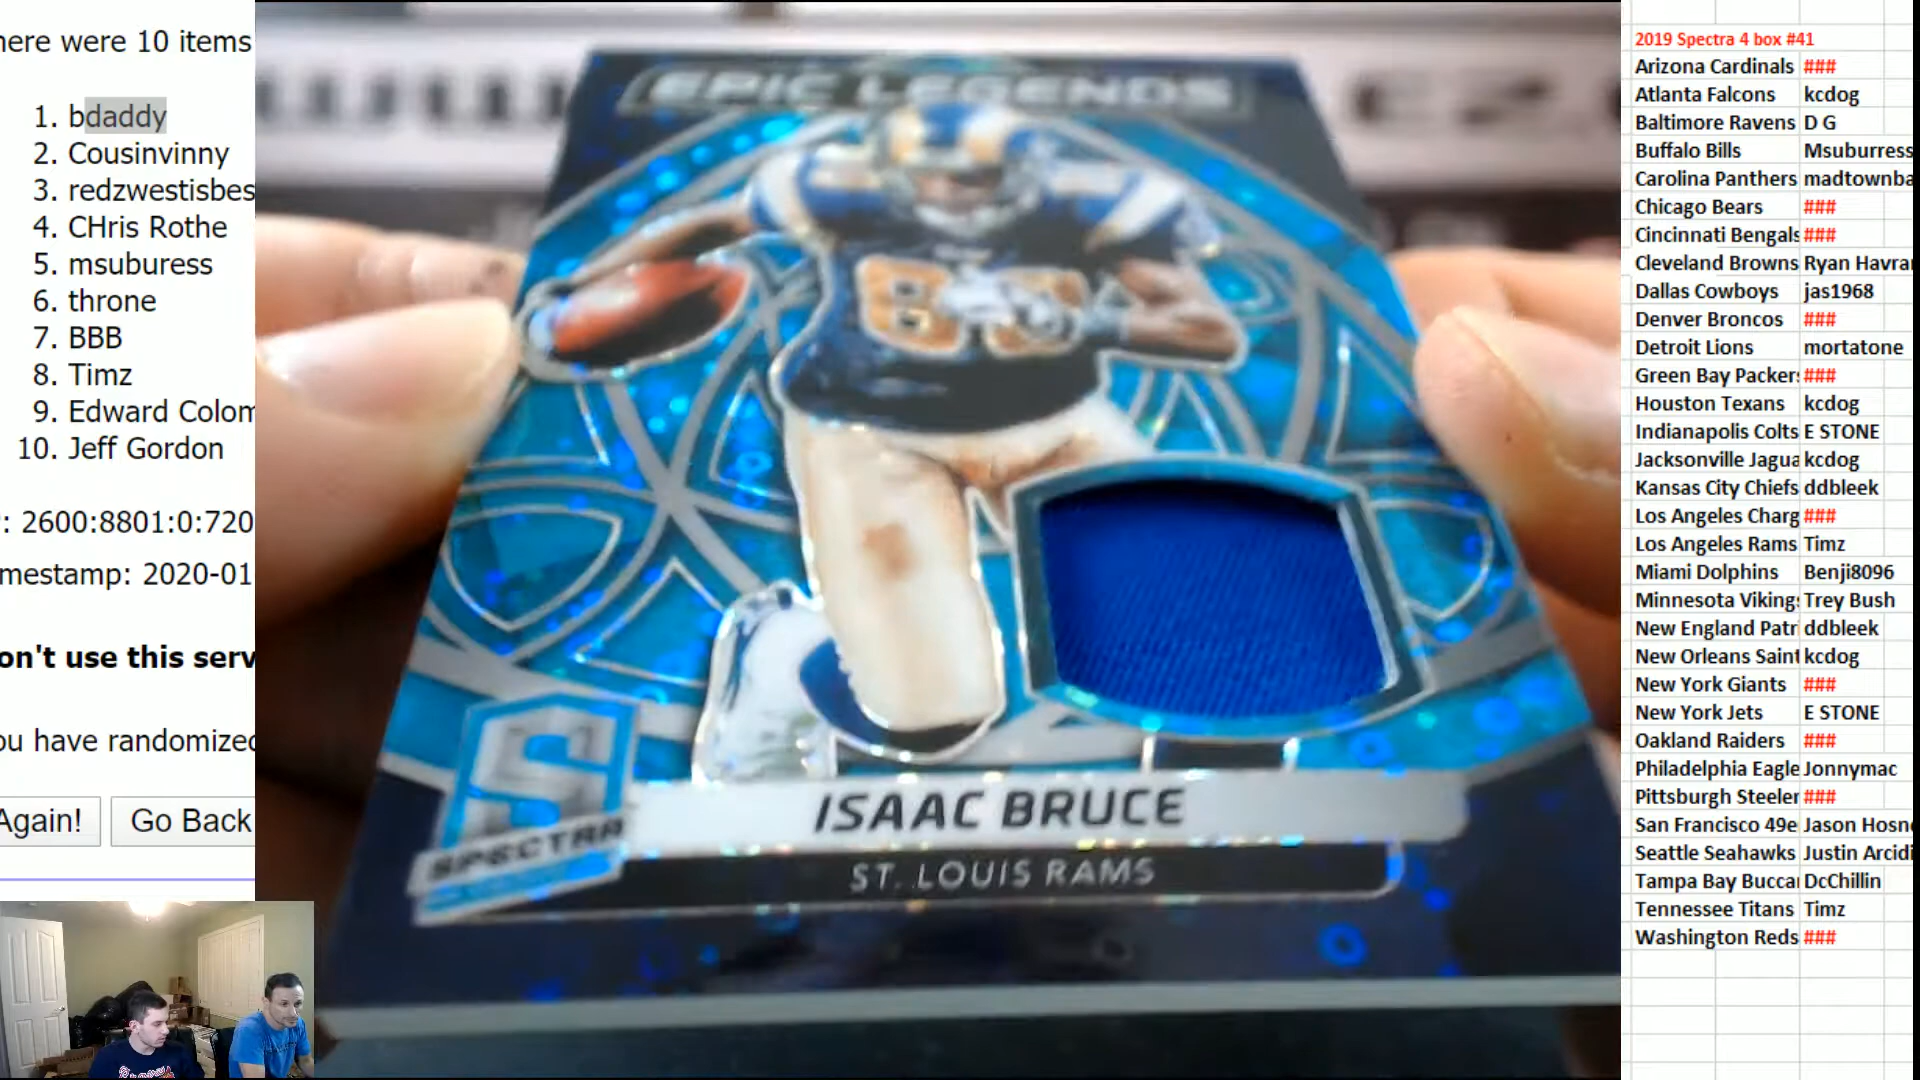 here were 10 items
1. bdaddy
2. Cousinvinny
3. redzwestisbes
4. CHris Rothe
5. msuburess
6. throne
7. BBB
8. Timz
9. Edward Colom
10. Jeff Gordon
: 2600:8801:0:720
mestamp: 2020-01
on't use this serv
ou have randomized
Again!
Go Back
EPIC LEGENDS
80
S
SPECTRA
ISAAC BRUCE
ST. LOUIS RAMS
2019 Spectra 4 box #41
Arizona Cardinals ###
Atlanta Falcons kcdog
Baltimore Ravens D G
Buffalo Bills Msuburress
Carolina Panthers madtownba
Chicago Bears ###
Cincinnati Bengals ###
Cleveland Browns Ryan Havra
Dallas Cowboys jas1968
Denver Broncos ###
Detroit Lions mortatone
Green Bay Packers ###
Houston Texans kcdog
Indianapolis Colts E STONE
Jacksonville Jagua kcdog
Kansas City Chiefs ddbleek
Los Angeles Charg ###
Los Angeles Rams Timz
Miami Dolphins Benji8096
Minnesota Vikings Trey Bush
New England Patri ddbleek
New Orleans Saint kcdog
New York Giants ###
New York Jets E STONE
Oakland Raiders ###
Philadelphia Eagle Jonnymac
Pittsburgh Steeler ###
San Francisco 49e Jason Hosn
Seattle Seahawks Justin Arcidi
Tampa Bay Bucca DcChillin
Tennessee Titans Timz
Washington Reds ###